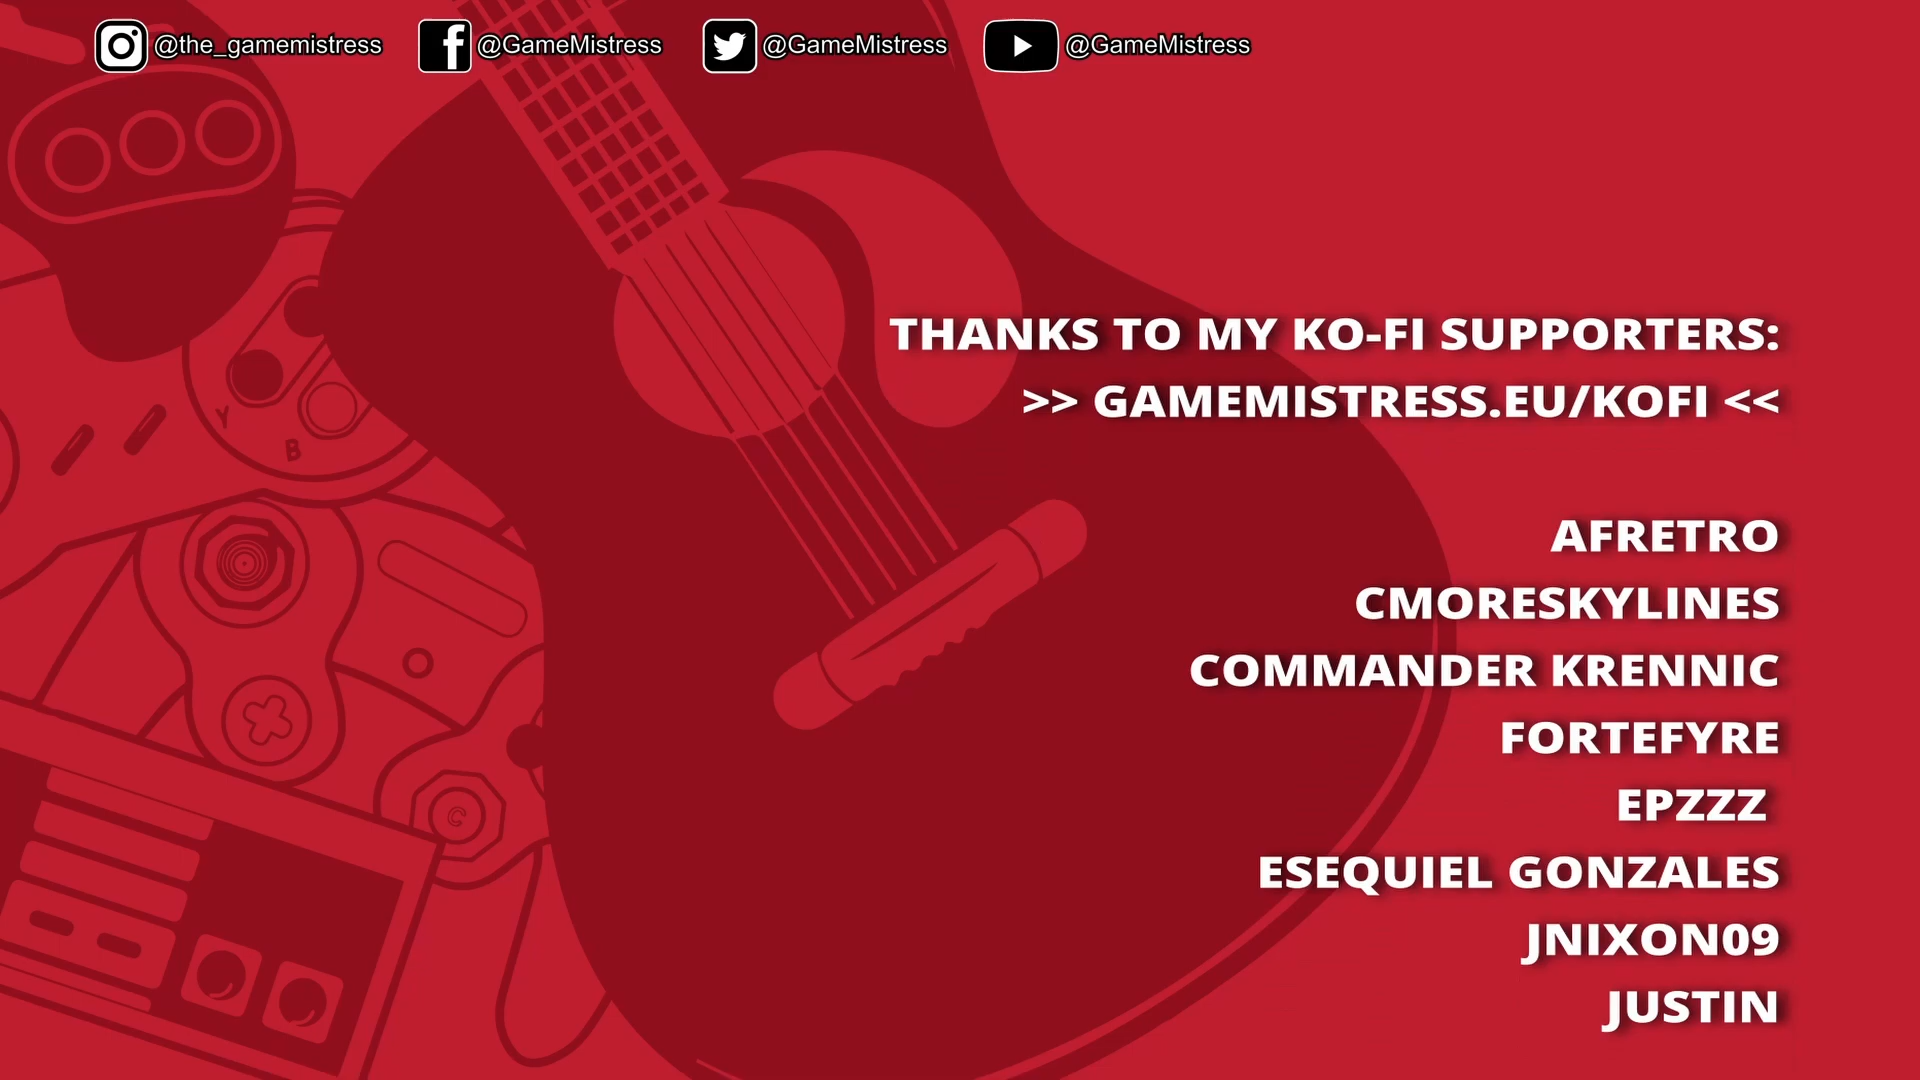 @the_gamemistress @GameMistress @GameMistress @GameMistress
THANKS TO MY KO-FI SUPPORTERS:
>> GAMEMISTRESS.EU/KOFI <<
AFRETRO
CMORESKYLINES
COMMANDER KRENNIC
FORTEFYRE
EPZZZ
ESEQUIEL GONZALES
JNIXON09
JUSTIN
Y
B
C